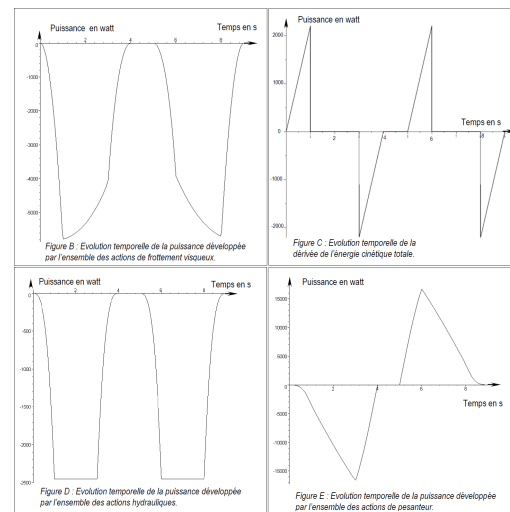 Puissance en watt
Temps en s
0
2
4
6
8
-1000
-2000
-3000
-4000
-5000
Figure B : Evolution temporelle de la puissance développée
par l'ensemble des actions de frottement visqueux.
Puissance en watt
2000
1000
Temps en s
0
1
3
4
6
8
-1000
-2000
Figure C : Evolution temporelle de la
dérivée de l'énergie cinétique totale.
Puissance en watt
Temps en s
0
2
4
6
8
-500
-1000
-1500
-2000
-2500
Figure D : Evolution temporelle de la puissance développée
par l'ensemble des actions hydrauliques.
Puissance en watt
15000
10000
5000
0
2
4
6
8
Temps en s
-5000
-10000
-15000
Figure E : Evolution temporelle de la puissance développée
par l'ensemble des actions de pesanteur.